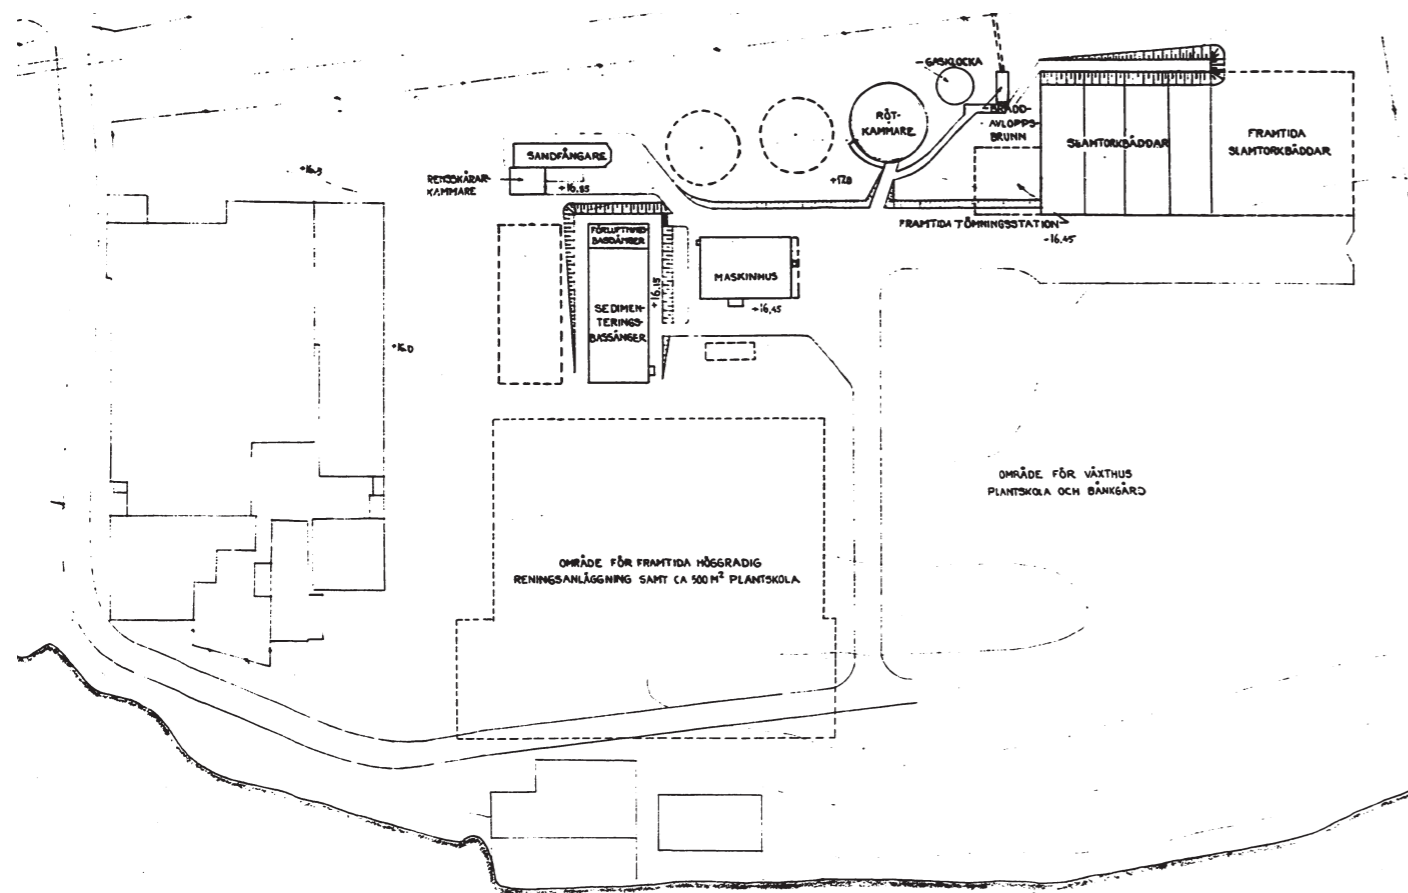 GASKLOCKA
RÖT-
KAMMARE
BRÄDD-
AVLOPPS-
BRUNN
SLAMTORKBÄDDAR
FRAMTIDA
SLAMTORKBÄDDAR
SANDFÅNGARE
RENSSKÄRAR-
KAMMARE
+16.85
+16.3
+17.0
FRAMTIDA TÖMNINGSSTATION
-16.45
FÖRLUFTNINGS
BASSÄNGER
SEDIMEN-
TERINGS-
BASSÄNGER
+16.15
MASKINHUS
+16,45
+16.0
OMRÅDE FÖR VÄXTHUS
PLANTSKOLA OCH BÄNKGÅRD
OMRÅDE FÖR FRAMTIDA HÖGGRADIG
RENINGSANLÄGGNING SAMT CA 500 M² PLANTSKOLA